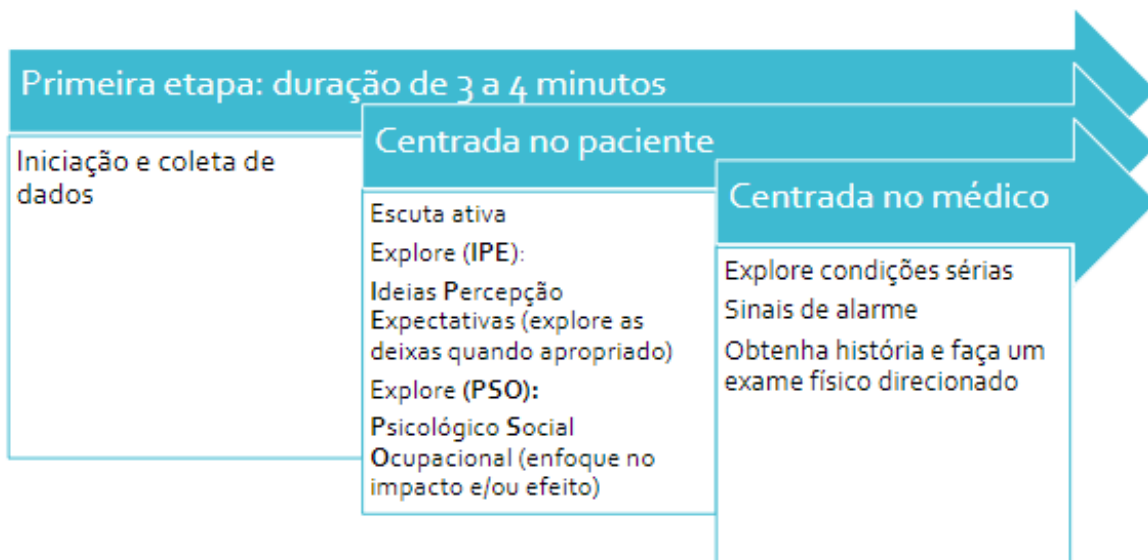 Primeira etapa: duração de 3 a 4 minutos
Iniciação e coleta de
dados
Centrada no paciente
Escuta ativa
Explore (IPE):
Ideias Percepção
Expectativas (explore as
deixas quando apropriado)
Explore (PSO):
Psicológico Social
Ocupacional (enfoque no
impacto e/ou efeito)
Centrada no médico
Explore condições sérias
Sinais de alarme
Obtenha história e faça um
exame físico direcionado